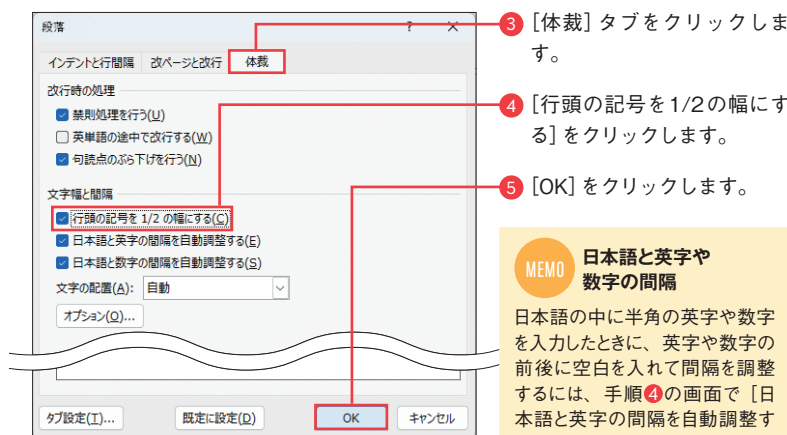 段落
? ×
インデントと行間隔 改ページと改行 体裁
改行時の処理
禁則処理を行う(U)
英単語の途中で改行する(W)
句読点のぶら下げを行う(N)
文字幅と間隔
行頭の記号を 1/2 の幅にする(C)
日本語と英字の間隔を自動調整する(E)
日本語と数字の間隔を自動調整する(S)
文字の配置(A): 自動
オプション(O)...
タブ設定(T)... 既定に設定(D) OK キャンセル
3 [体裁] タブをクリックしま
す。
4 [行頭の記号を1/2の幅にす
る] をクリックします。
5 [OK] をクリックします。
MEMO 日本語と英字や
数字の間隔
日本語の中に半角の英字や数字
を入力したときに、英字や数字の
前後に空白を入れて間隔を調整
するには、手順4の画面で [日
本語と英字の間隔を自動調整す